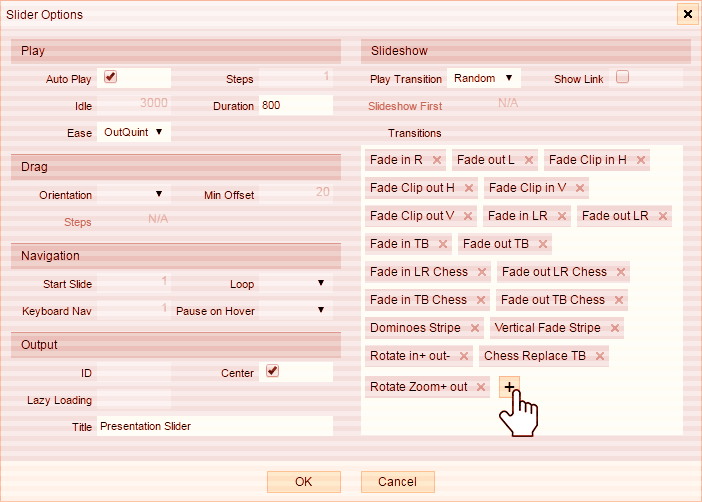 Slider Options
Play
Auto Play Steps 1
Idle 3000 Duration 800
Ease OutQuint
Drag
Orientation Min Offset 20
Steps N/A
Navigation
Start Slide 1 Loop
Keyboard Nav 1 Pause on Hover
Output
ID Center
Lazy Loading
Title Presentation Slider
Slideshow
Play Transition Random Show Link
Slideshow First N/A
Transitions
Fade in R Fade out L Fade Clip in H
Fade Clip out H Fade Clip in V
Fade Clip out V Fade in LR Fade out LR
Fade in TB Fade out TB
Fade in LR Chess Fade out LR Chess
Fade in TB Chess Fade out TB Chess
Dominoes Stripe Vertical Fade Stripe
Rotate in+ out- Chess Replace TB
Rotate Zoom+ out
OK Cancel